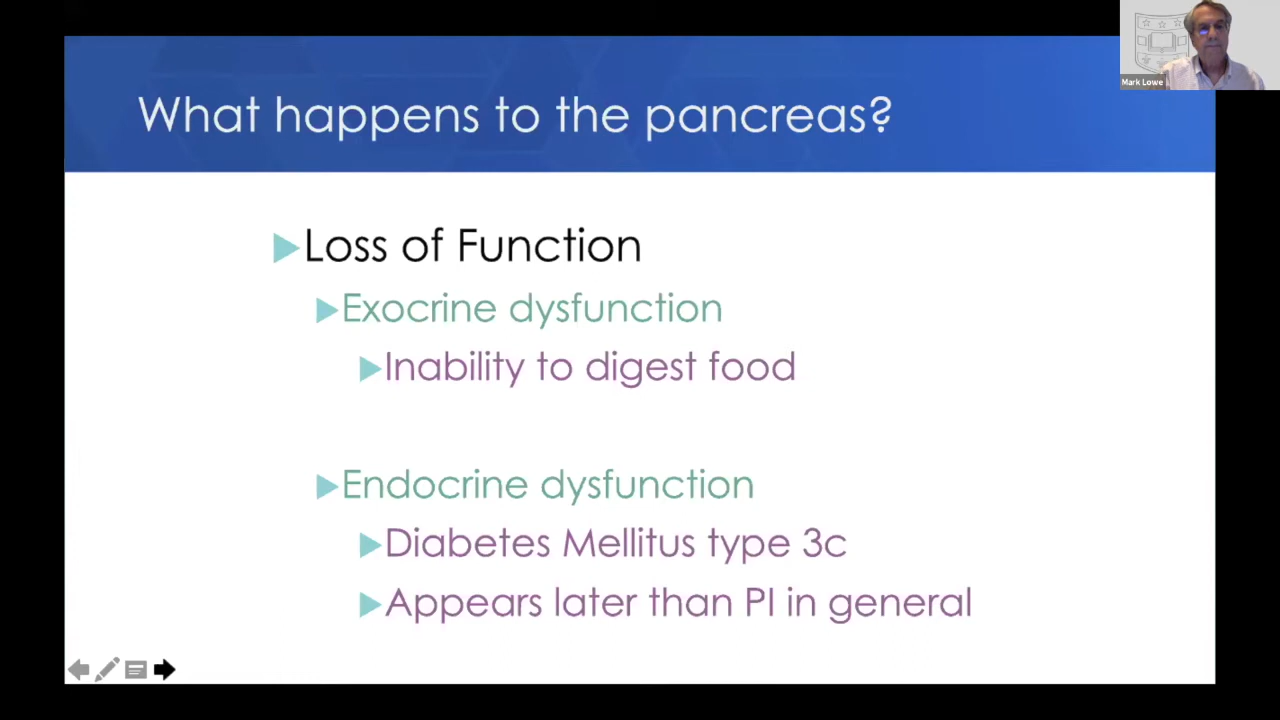 Mark Lowe
What happens to the pancreas?
Loss of Function
Exocrine dysfunction
Inability to digest food
Endocrine dysfunction
Diabetes Mellitus type 3c
Appears later than PI in general